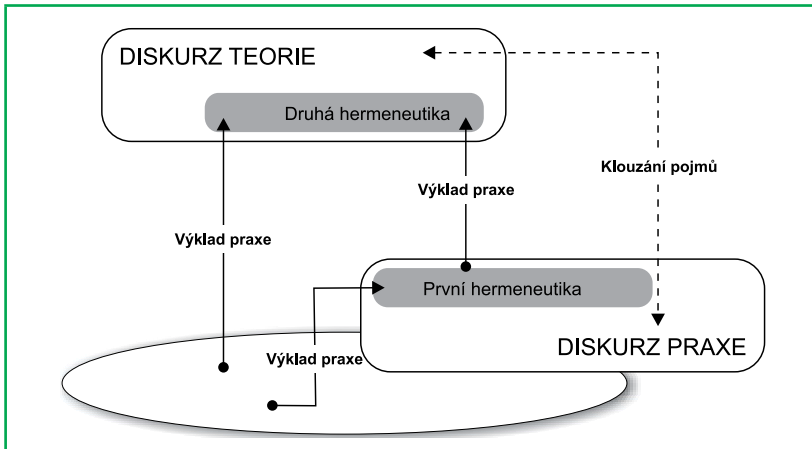 DISKURZ TEORIE
Druhá hermeneutika
Klouzání pojmů
Výklad praxe
Výklad praxe
První hermeneutika
DISKURZ PRAXE
Výklad praxe